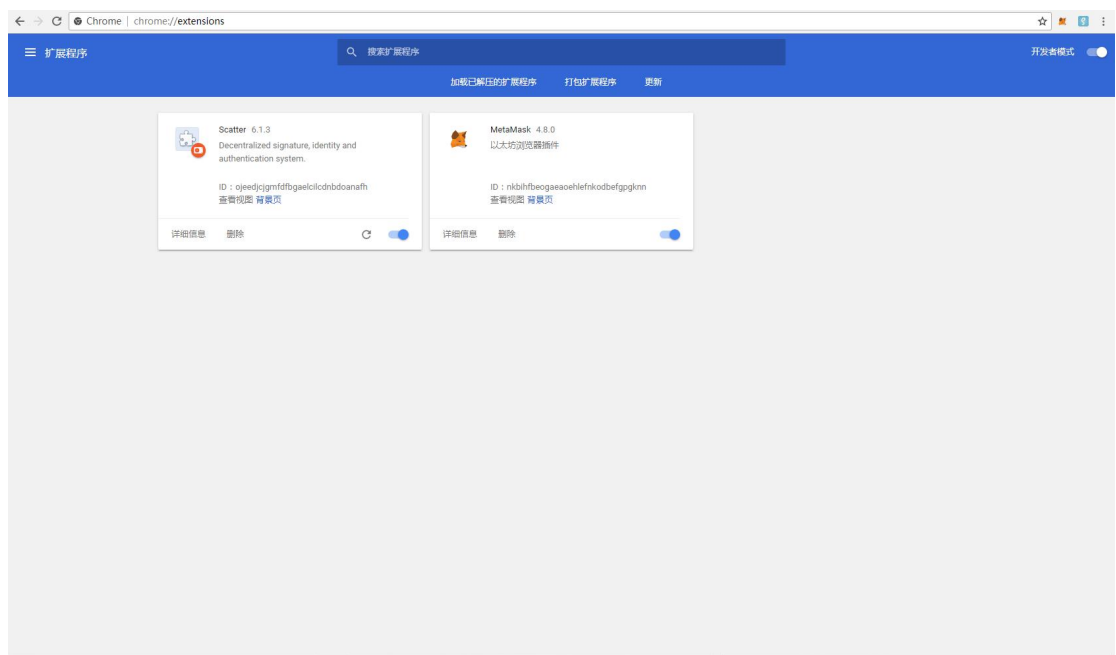 Chrome | chrome://extensions
扩展程序
搜索扩展程序
开发者模式
加载已解压的扩展程序 打包扩展程序 更新
Scatter 6.1.3
Decentralized signature, identity and
authentication system.
ID：ojeedjcjgmfdfbgaelcilcdnbdoanafh
查看视图 背景页
详细信息 删除
MetaMask 4.8.0
以太坊浏览器插件
ID：nkbihfbeogaeaoehlefnkodbefgpgknn
查看视图 背景页
详细信息 删除